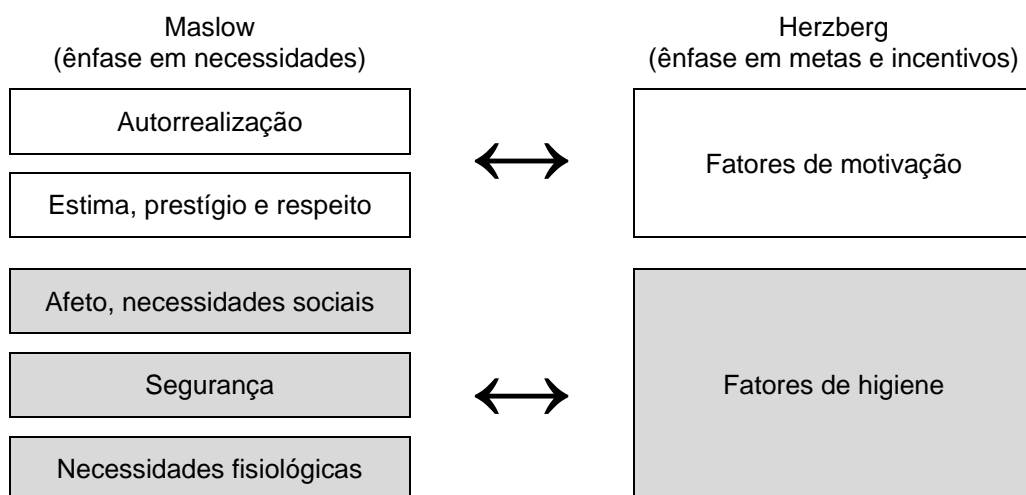 Maslow
(ênfase em necessidades)
Autorrealização
Estima, prestígio e respeito
Afeto, necessidades sociais
Segurança
Necessidades fisiológicas
Herzberg
(ênfase em metas e incentivos)
Fatores de motivação
Fatores de higiene